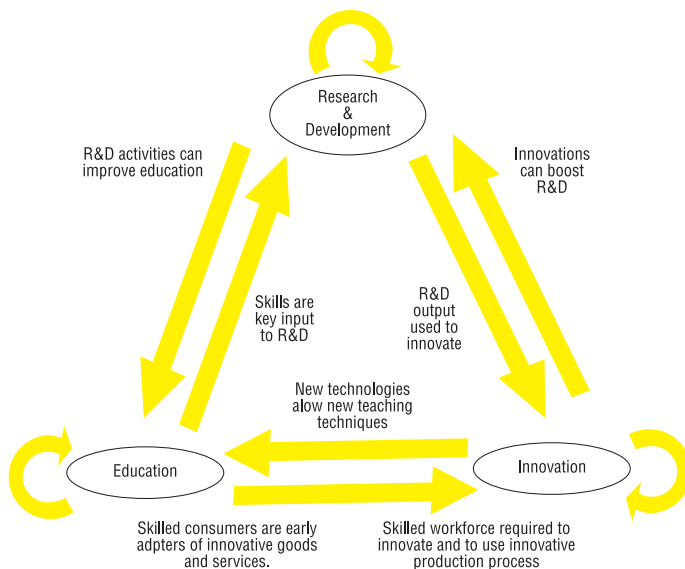 Research
&
Development
R&D activities can
improve education
Innovations
can boost
R&D
Skills are
key input
to R&D
R&D
output
used to
innovate
New technologies
alow new teaching
techniques
Education
Innovation
Skilled consumers are early
adpters of innovative goods
and services.
Skilled workforce required to
innovate and to use innovative
production process